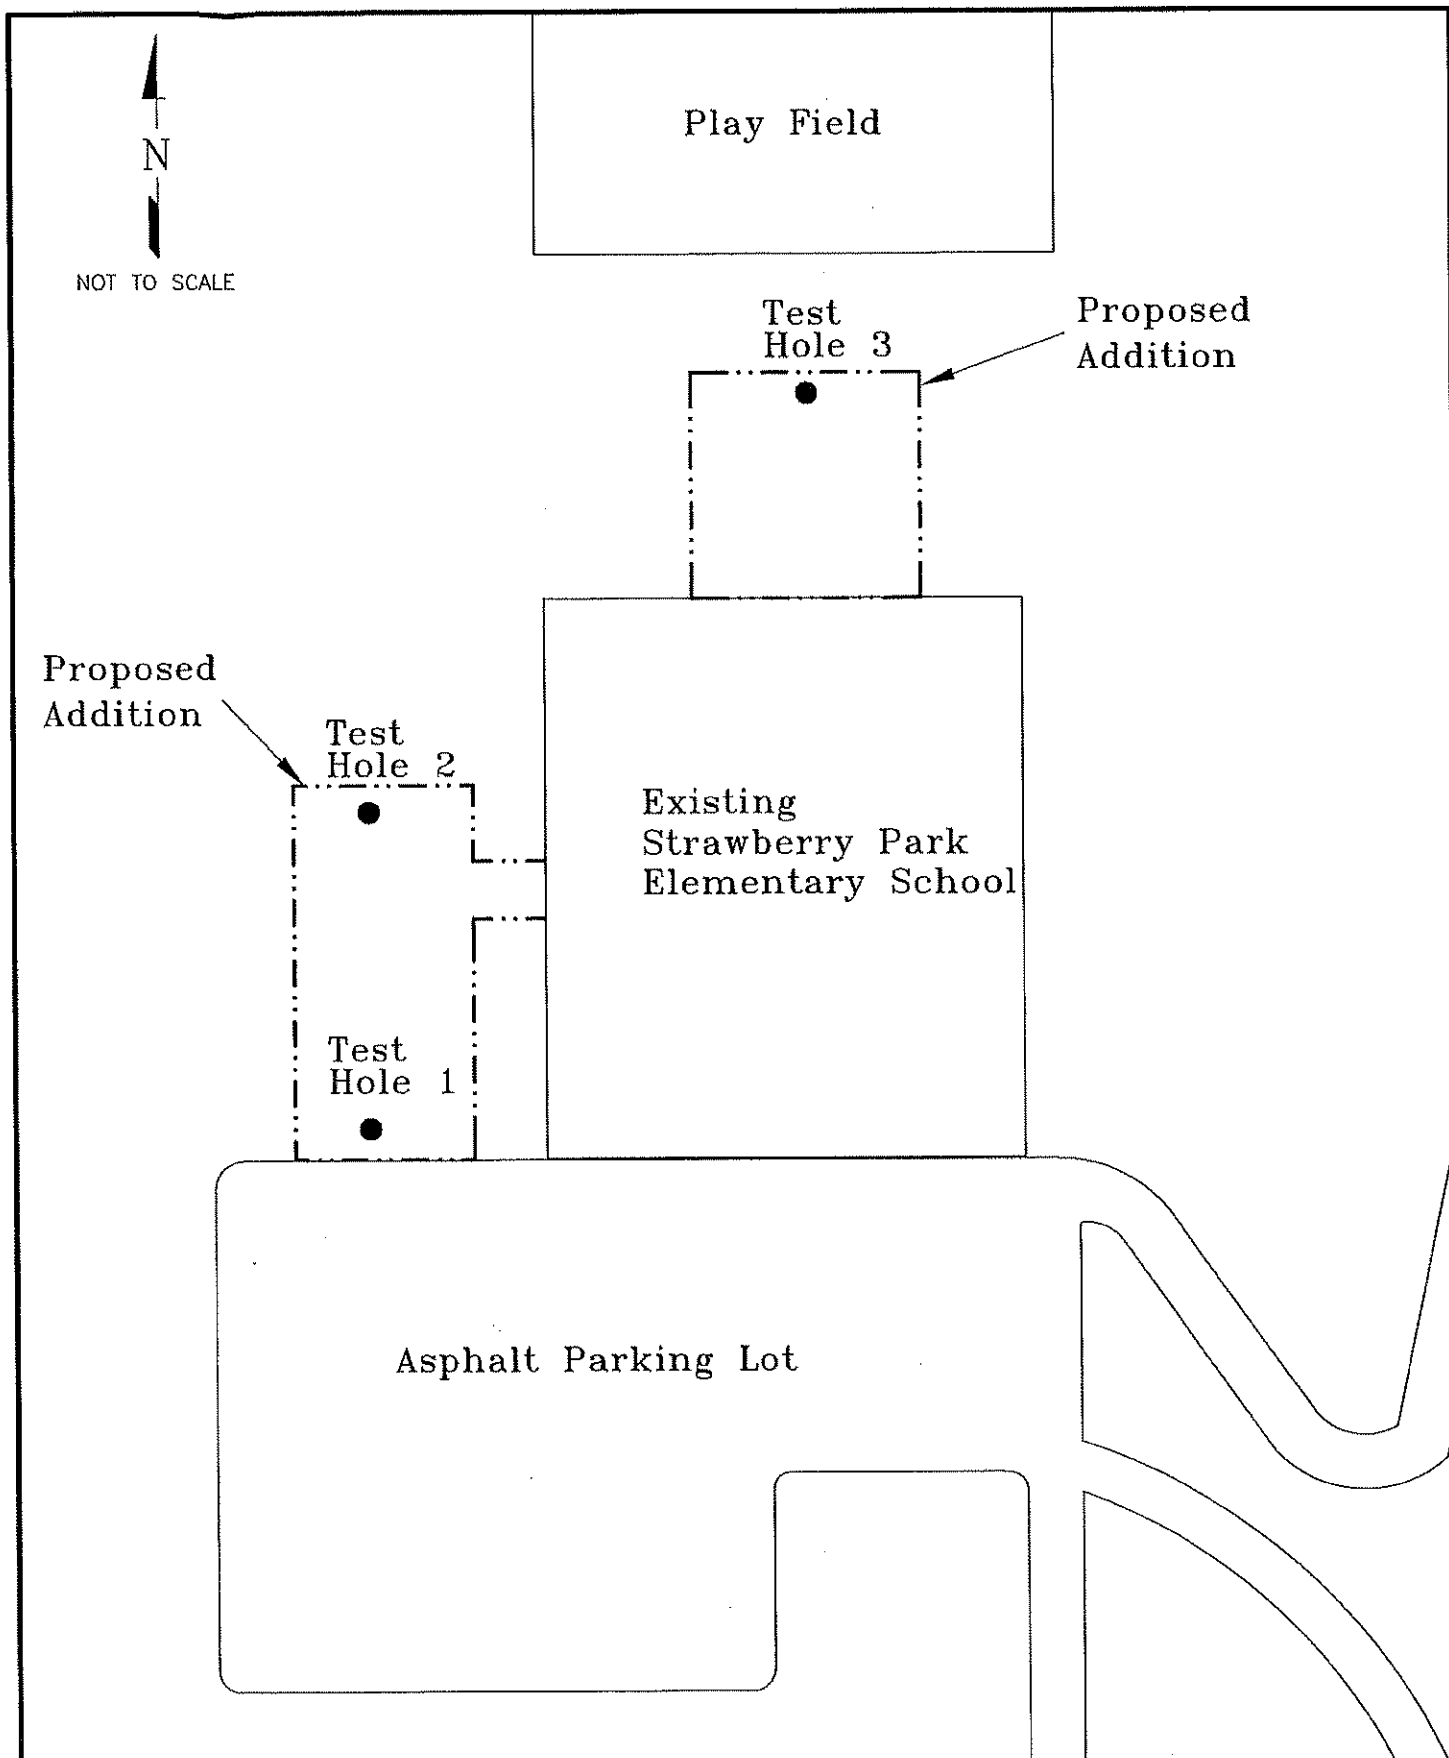 Play Field
N
NOT TO SCALE
Test
Hole 3
Proposed
Addition
Proposed
Addition
Test
Hole 2
Existing
Strawberry Park
Elementary School
Test
Hole 1
Asphalt Parking Lot